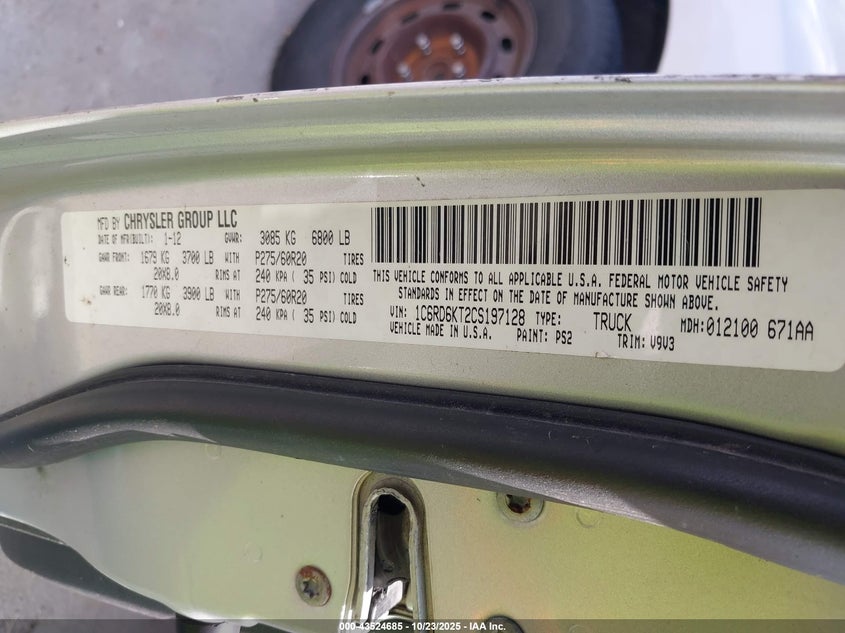 MFD BY CHRYSLER GROUP LLC
DATE OF MFR(BUILT): 1-12 GVWR: 3085 KG 6800 LB
GAWR FRONT: 1679 KG 3700 LB WITH P275/60R20 TIRES
20X8.0 RIMS AT 240 KPA ( 35 PSI) COLD
GAWR REAR: 1770 KG 3900 LB WITH P275/60R20 TIRES
20X8.0 RIMS AT 240 KPA ( 35 PSI) COLD
THIS VEHICLE CONFORMS TO ALL APPLICABLE U.S.A. FEDERAL MOTOR VEHICLE SAFETY
STANDARDS IN EFFECT ON THE DATE OF MANUFACTURE SHOWN ABOVE.
VIN: 1C6RD6KT2CS197128 TYPE: TRUCK MDH:012100 671AA
VEHICLE MADE IN U.S.A. PAINT: PS2 TRIM: V9V3
000-43524685 - 10/23/2025 - IAA Inc.